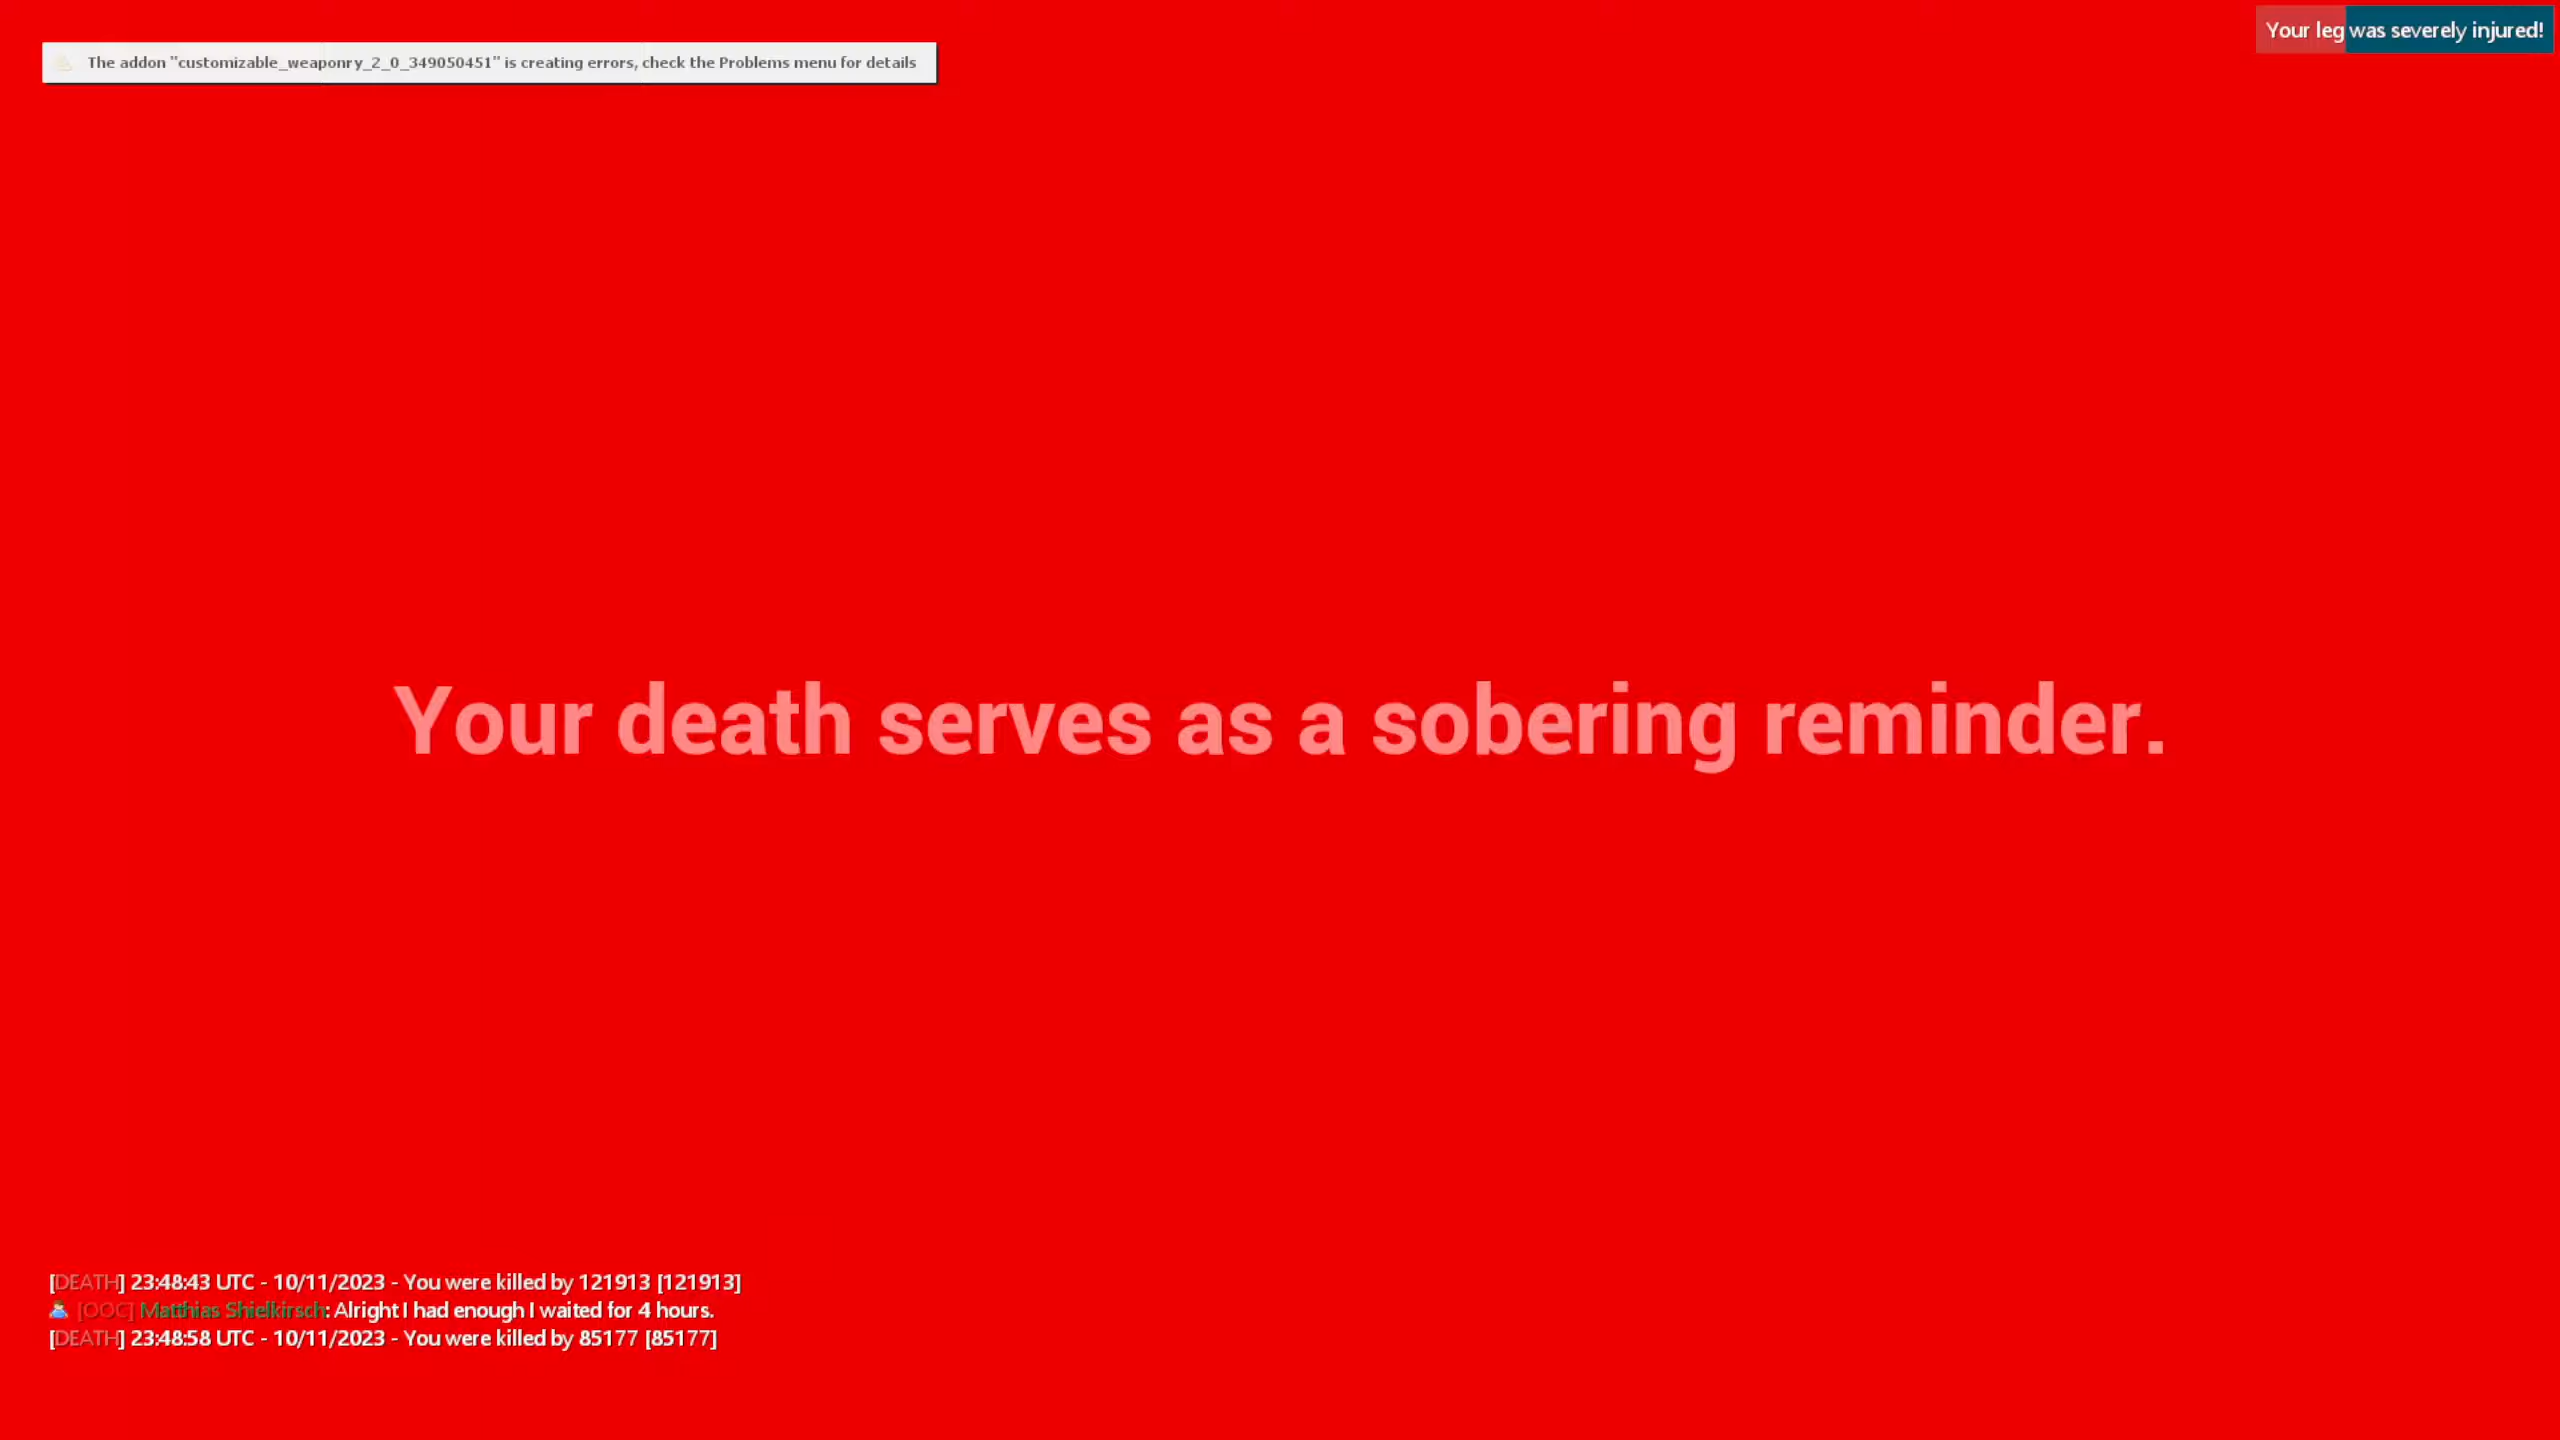 Your leg was severely injured!
The addon "customizable_weaponry_2_0_349050451" is creating errors, check the Problems menu for details
Your death serves as a sobering reminder.
[DEATH] 23:48:43 UTC - 10/11/2023 - You were killed by 121913 [121913]
[OOC] Matthias Shielkirsch: Alright I had enough I waited for 4 hours.
[DEATH] 23:48:58 UTC - 10/11/2023 - You were killed by 85177 [85177]